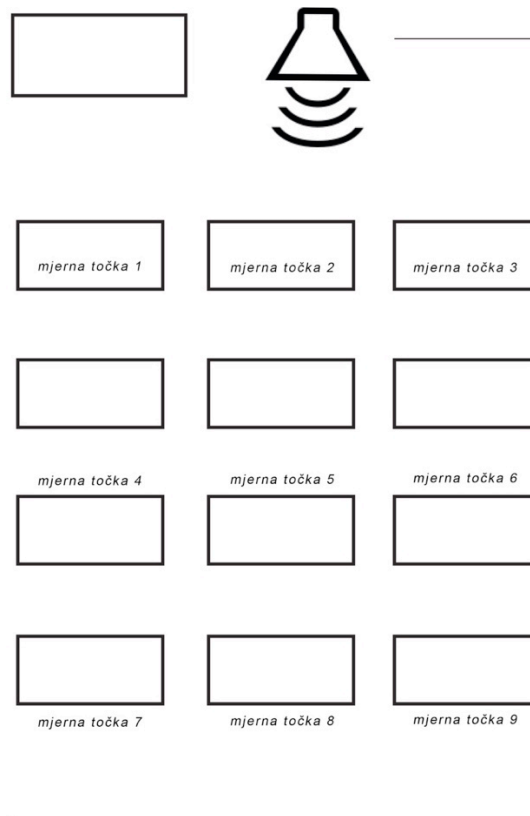 mjerna točka 1
mjerna točka 2
mjerna točka 3
mjerna točka 4
mjerna točka 5
mjerna točka 6
mjerna točka 7
mjerna točka 8
mjerna točka 9